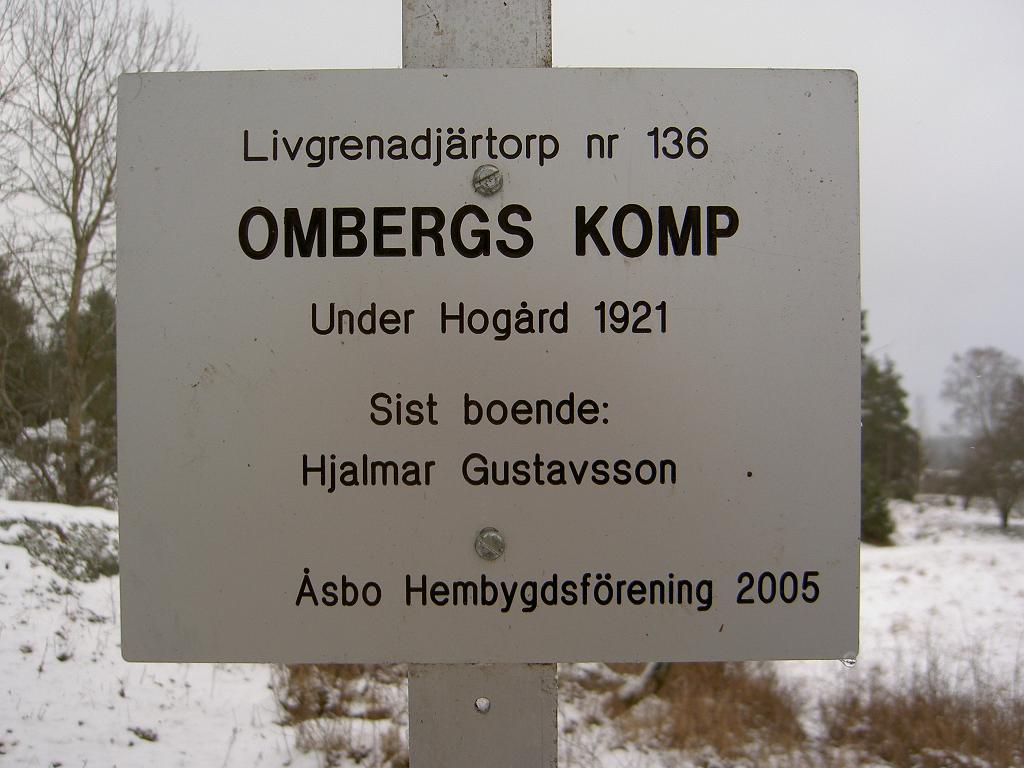 Livgrenadjärtorp nr 136
OMBERGS KOMP
Under Hogård 1921
Sist boende:
Hjalmar Gustavsson
Åsbo Hembygdsförening 2005